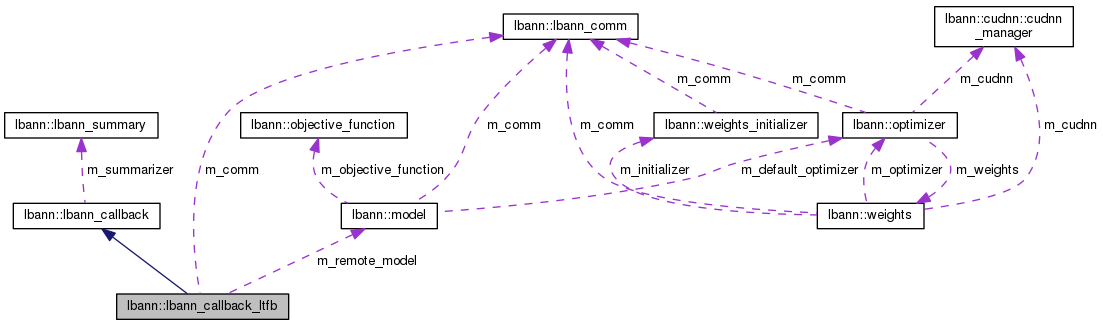 lbann::lbann_comm
lbann::cudnn::cudnn
_manager
m_comm
m_cudnn
lbann::lbann_summary
lbann::objective_function
m_comm
m_comm
lbann::weights_initializer
lbann::optimizer
m_cudnn
m_summarizer
m_comm
m_objective_function
m_initializer
m_default_optimizer
m_optimizer
m_weights
lbann::lbann_callback
lbann::model
lbann::weights
m_remote_model
lbann::lbann_callback_ltfb